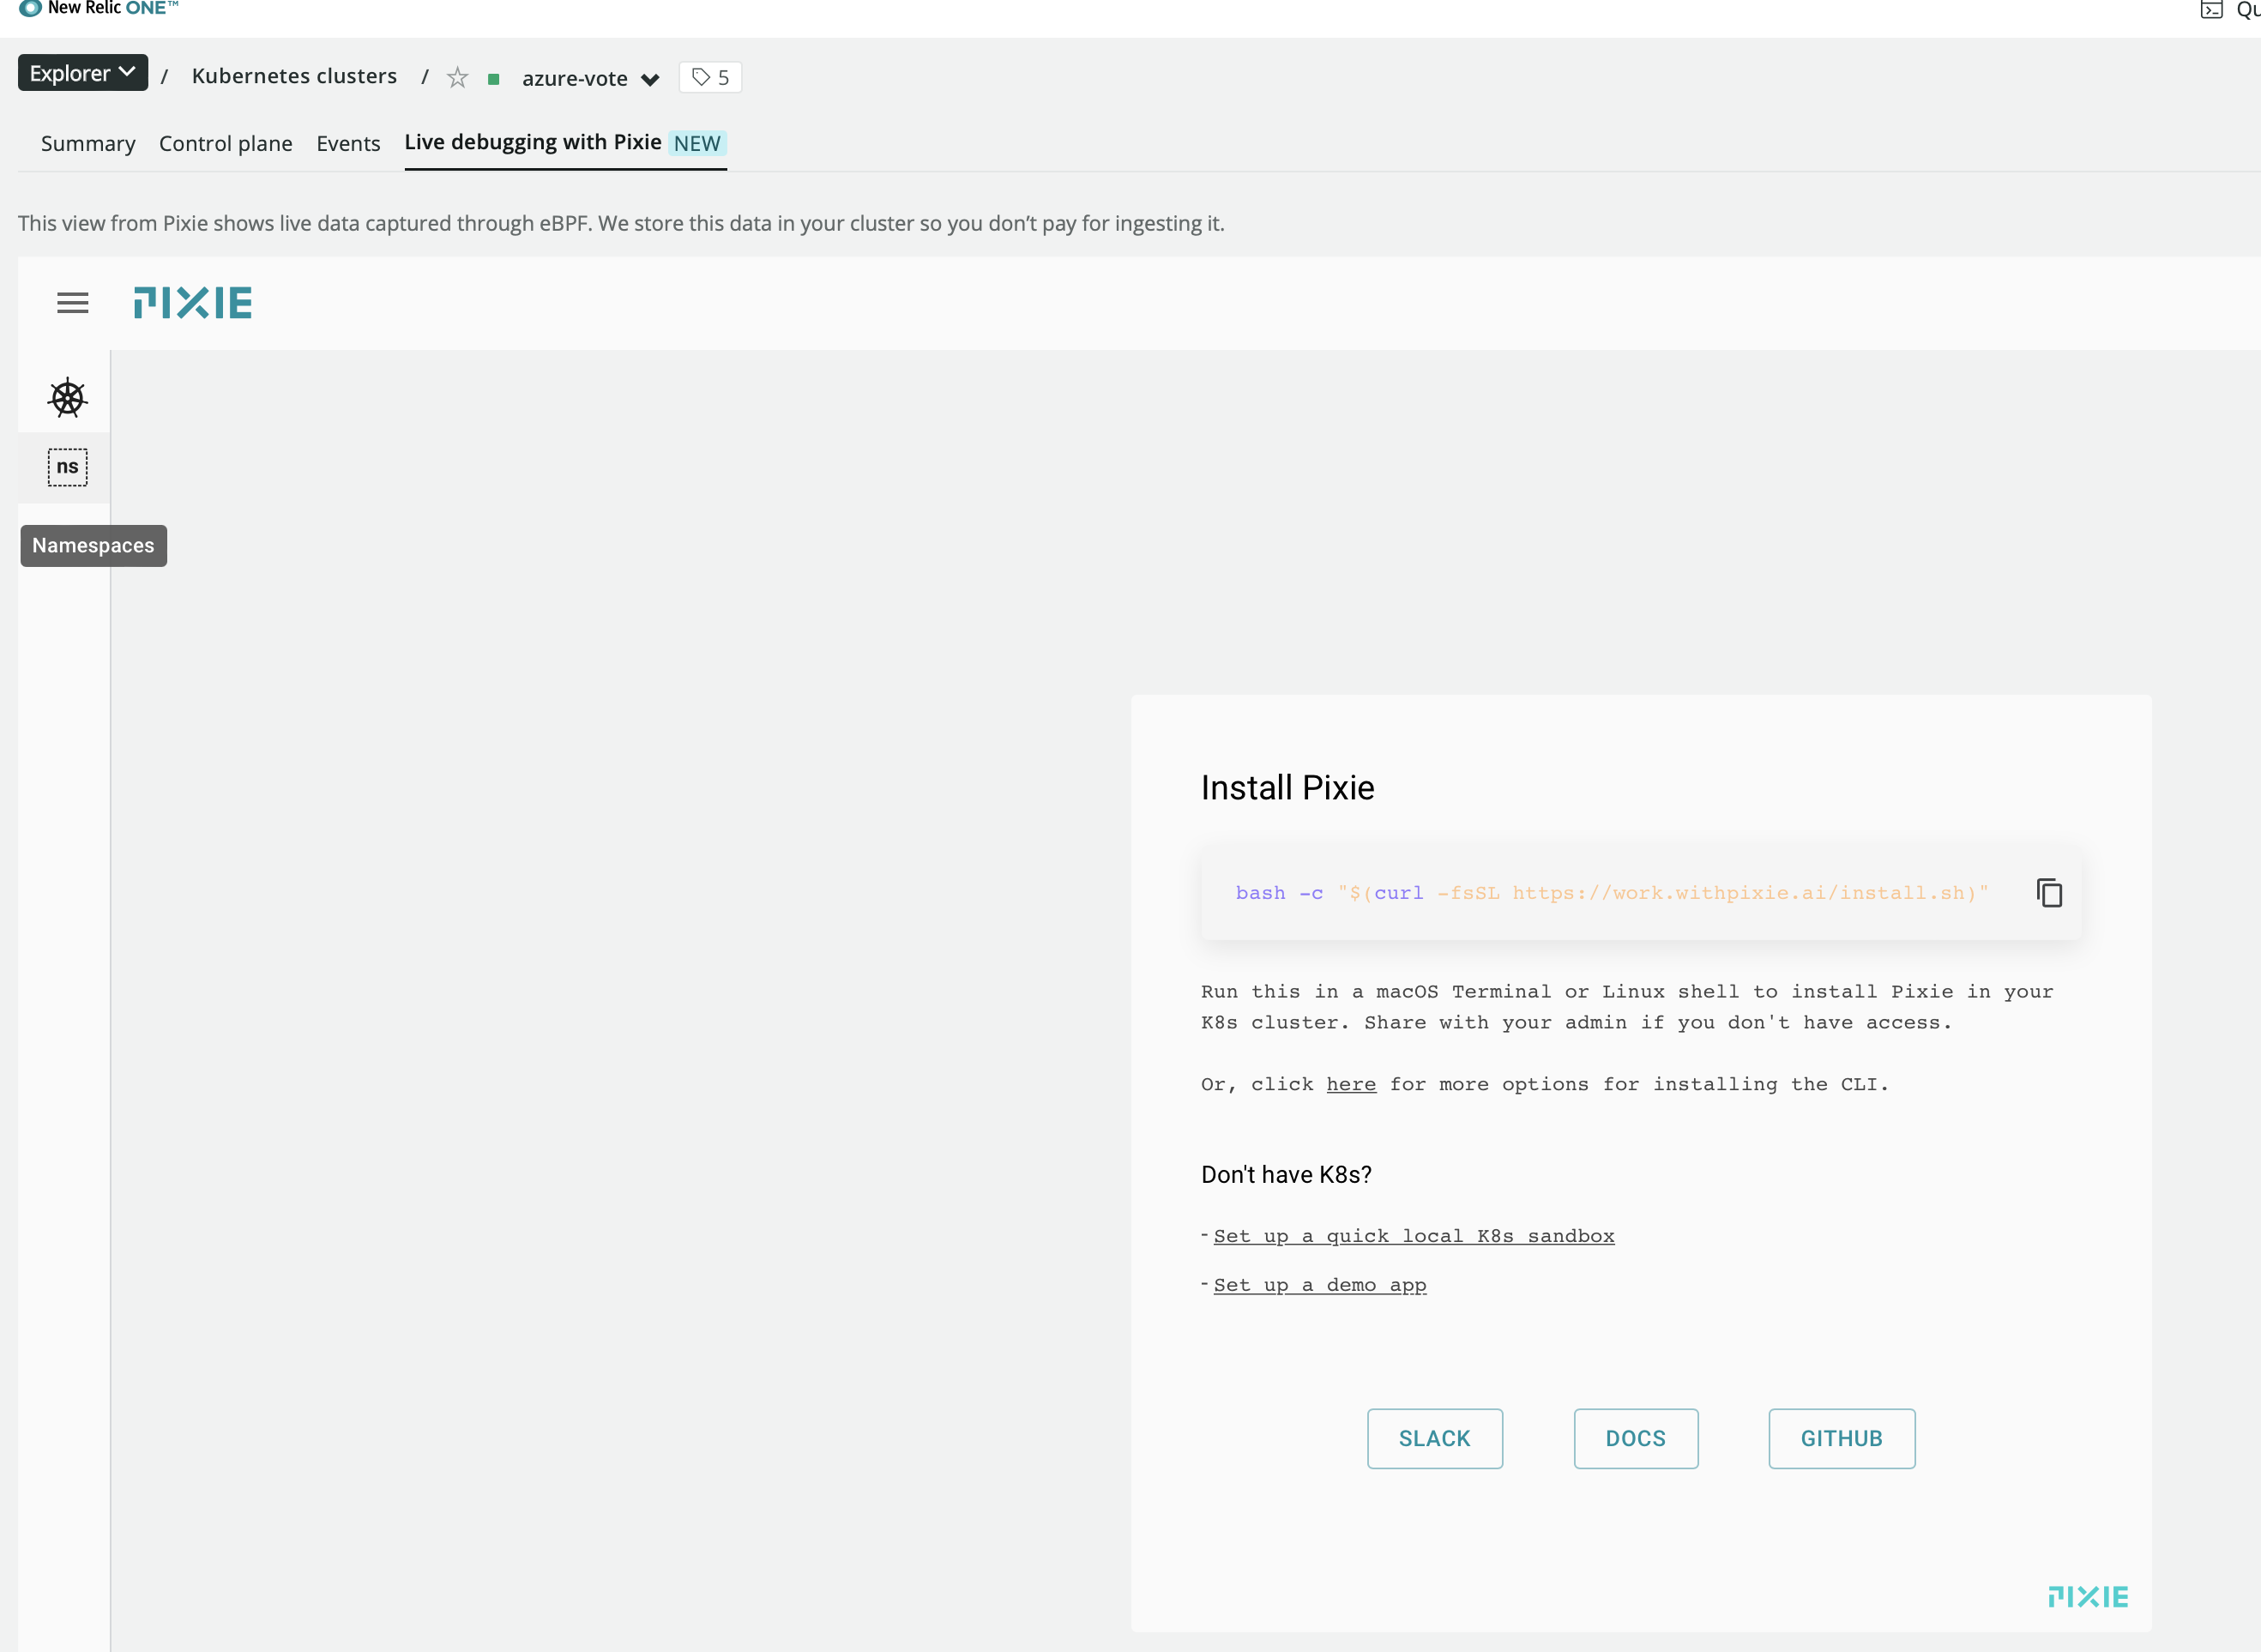 New Relic ONE™
Explorer / Kubernetes clusters / azure-vote 5
Summary Control plane Events Live debugging with Pixie NEW
This view from Pixie shows live data captured through eBPF. We store this data in your cluster so you don’t pay for ingesting it.
PIXIE
ns
Namespaces
Install Pixie
bash -c "$(curl -fsSL https://work.withpixie.ai/install.sh)"
Run this in a macOS Terminal or Linux shell to install Pixie in your
K8s cluster. Share with your admin if you don't have access.
Or, click here for more options for installing the CLI.
Don't have K8s?
- Set up a quick local K8s sandbox
- Set up a demo app
SLACK DOCS GITHUB
PIXIE